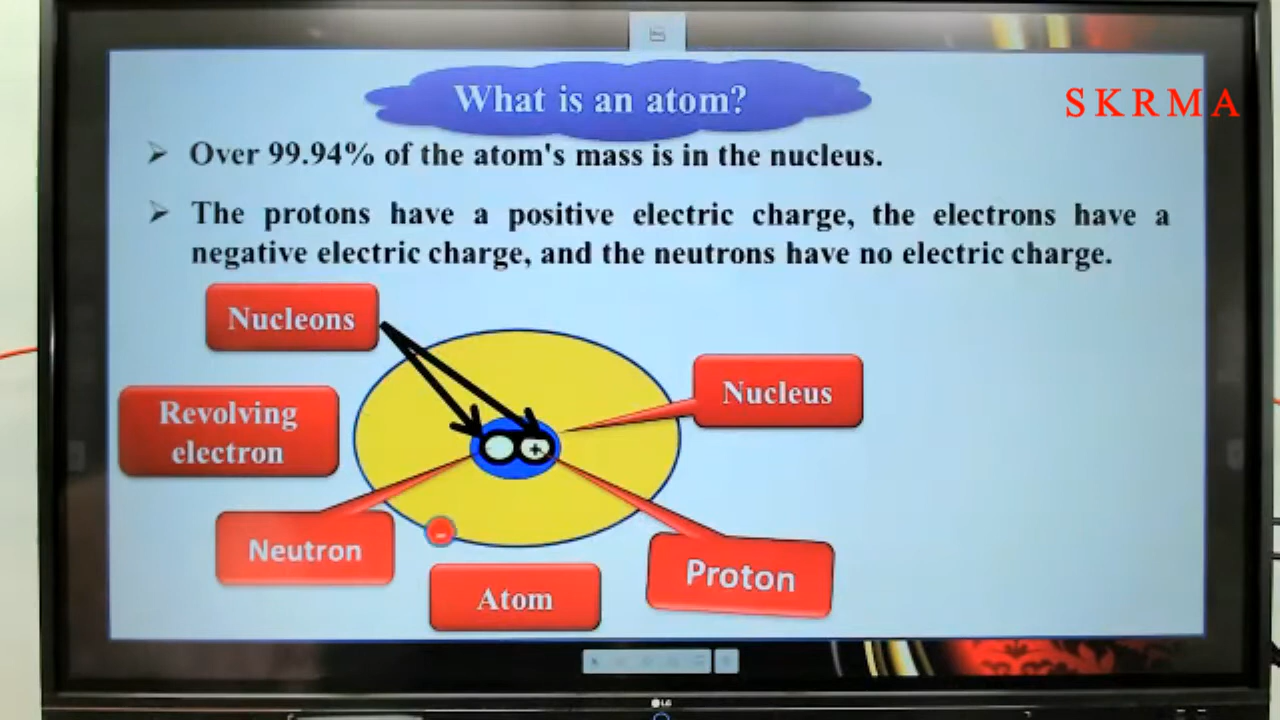 What is an atom?
SKRMA
➢ Over 99.94% of the atom's mass is in the nucleus.
➢ The protons have a positive electric charge, the electrons have a
negative electric charge, and the neutrons have no electric charge.
Nucleons
Nucleus
Revolving
electron
+
Neutron
-
Proton
Atom
LG